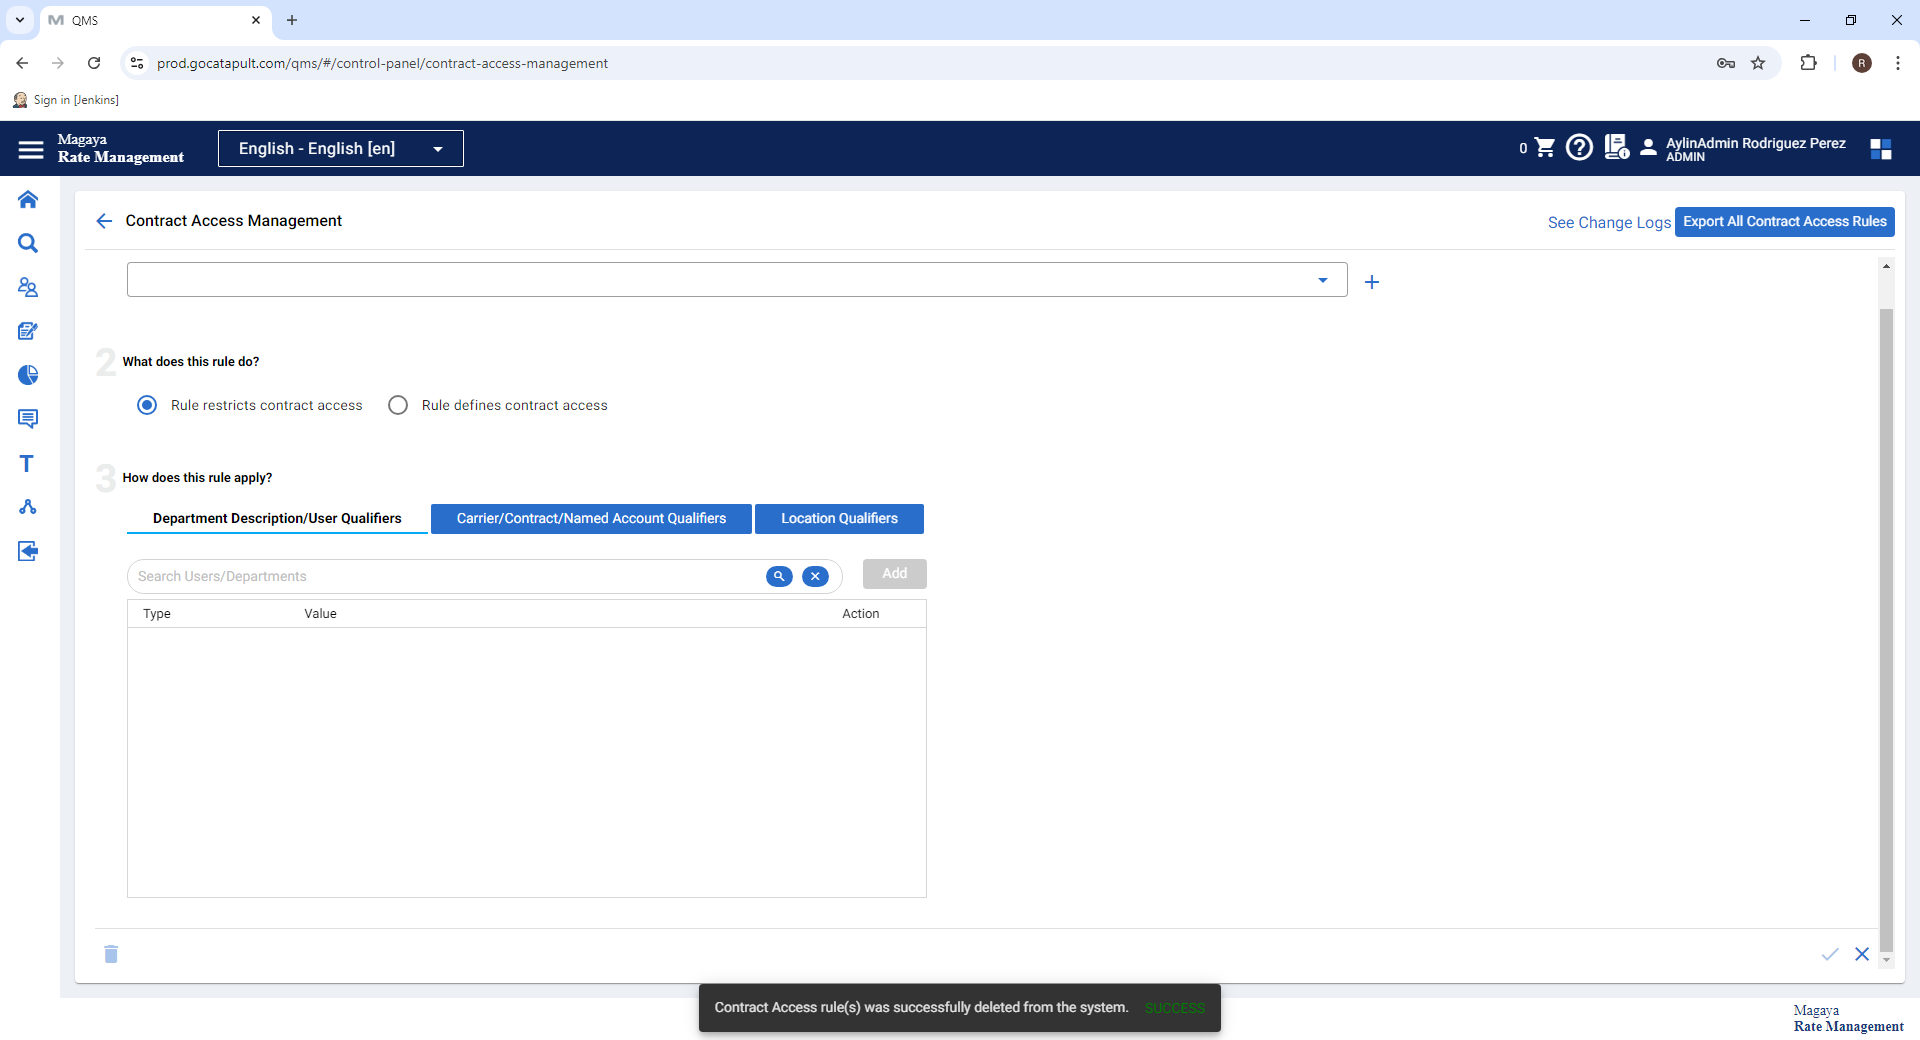 QMS
prod.gocatapult.com/qms/#/control-panel/contract-access-management
R
Sign in [Jenkins]
Magaya
Rate Management
English - English [en]
0
AylinAdmin Rodriguez Perez
ADMIN
Contract Access Management
See Change Logs
Export All Contract Access Rules
2 What does this rule do?
Rule restricts contract access
Rule defines contract access
3 How does this rule apply?
Department Description/User Qualifiers
Carrier/Contract/Named Account Qualifiers
Location Qualifiers
Search Users/Departments
Add
Type Value Action
Contract Access rule(s) was successfully deleted from the system. SUCCESS
Magaya
Rate Management